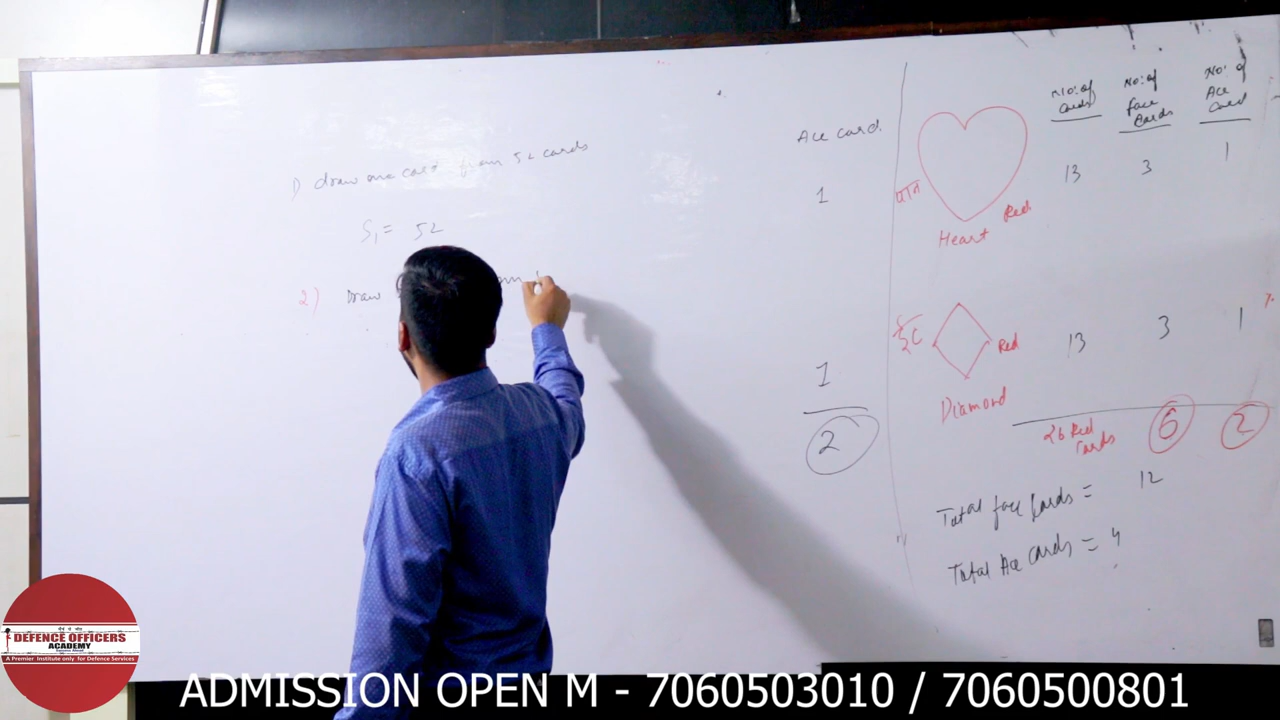 1) draw one card from 52 cards
S₁ = 52
2) Draw
Ace card
1
1
2
No: of cards
No: of Face Cards
No: of Ace Card
पान
Red
Heart
13
3
1
Red
Diamond
13
3
1
26 Red Cards
6
2
Total face cards = 12
Total Ace cards = 4
DEFENCE OFFICERS
ACADEMY
A Premier Institute only for Defence Services
ADMISSION OPEN M - 7060503010 / 7060500801